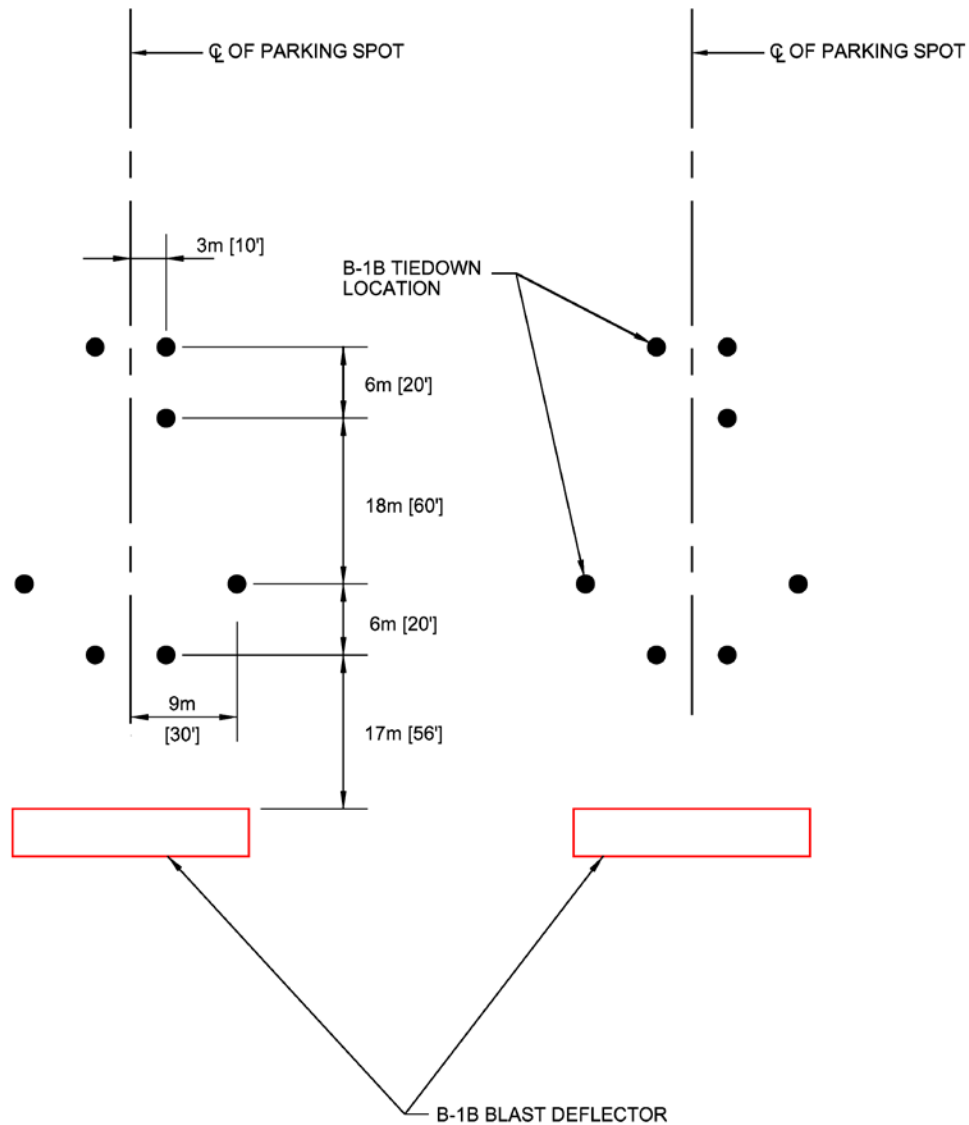 ℄ OF PARKING SPOT
℄ OF PARKING SPOT
3m [10']
B-1B TIEDOWN
LOCATION
6m [20']
18m [60']
6m [20']
9m
[30']
17m [56']
B-1B BLAST DEFLECTOR